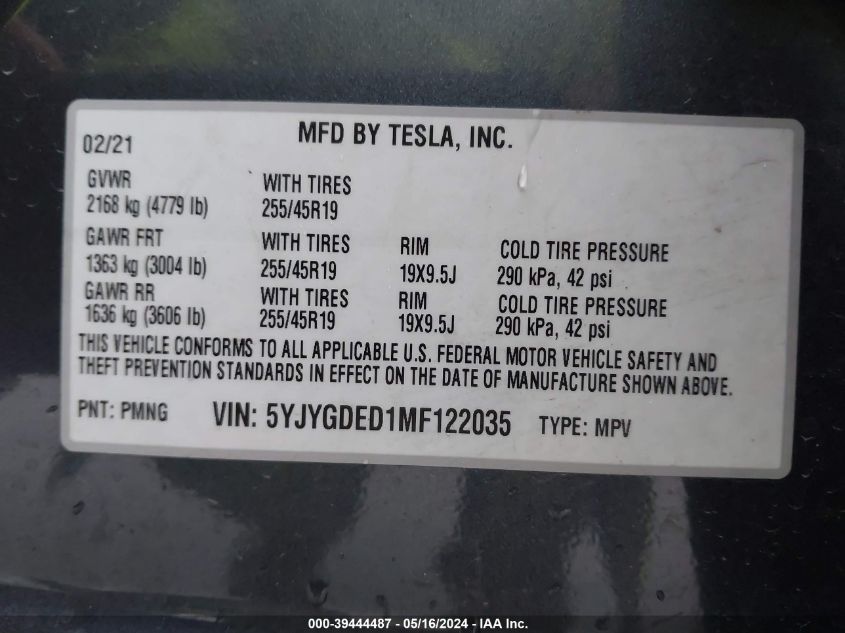 02/21 MFD BY TESLA, INC.
GVWR WITH TIRES
2168 kg (4779 lb) 255/45R19
GAWR FRT WITH TIRES RIM COLD TIRE PRESSURE
1363 kg (3004 lb) 255/45R19 19X9.5J 290 kPa, 42 psi
GAWR RR WITH TIRES RIM COLD TIRE PRESSURE
1636 kg (3606 lb) 255/45R19 19X9.5J 290 kPa, 42 psi
THIS VEHICLE CONFORMS TO ALL APPLICABLE U.S. FEDERAL MOTOR VEHICLE SAFETY AND
THEFT PREVENTION STANDARDS IN EFFECT ON THE DATE OF MANUFACTURE SHOWN ABOVE.
PNT: PMNG VIN: 5YJYGDED1MF122035 TYPE: MPV
000-39444487 - 05/16/2024 - IAA Inc.